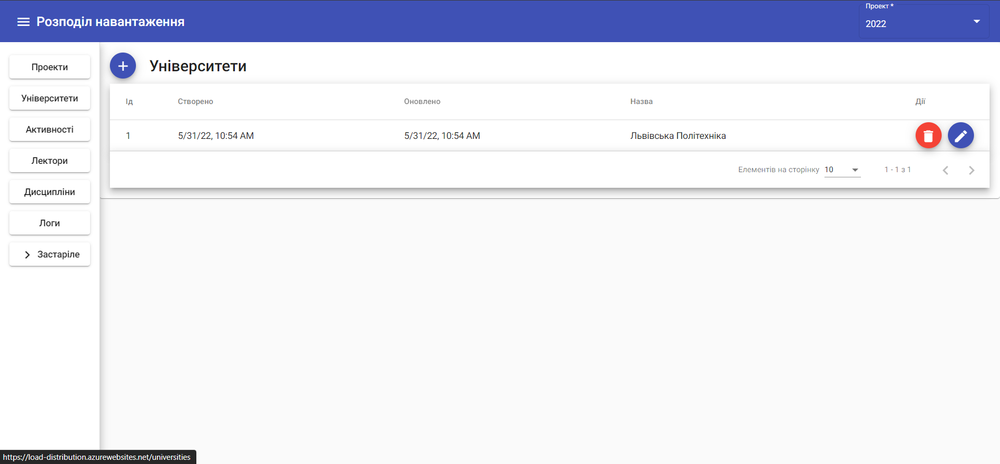 Розподіл навантаження
Проект *
2022
Проекти
Університети
Активності
Лектори
Дисципліни
Логи
Застаріле
Університети
Ід Створено Оновлено Назва Дії
1 5/31/22, 10:54 AM 5/31/22, 10:54 AM Львівська Політехніка
Елементів на сторінку 10 1 - 1 з 1
https://load-distribution.azurewebsites.net/universities